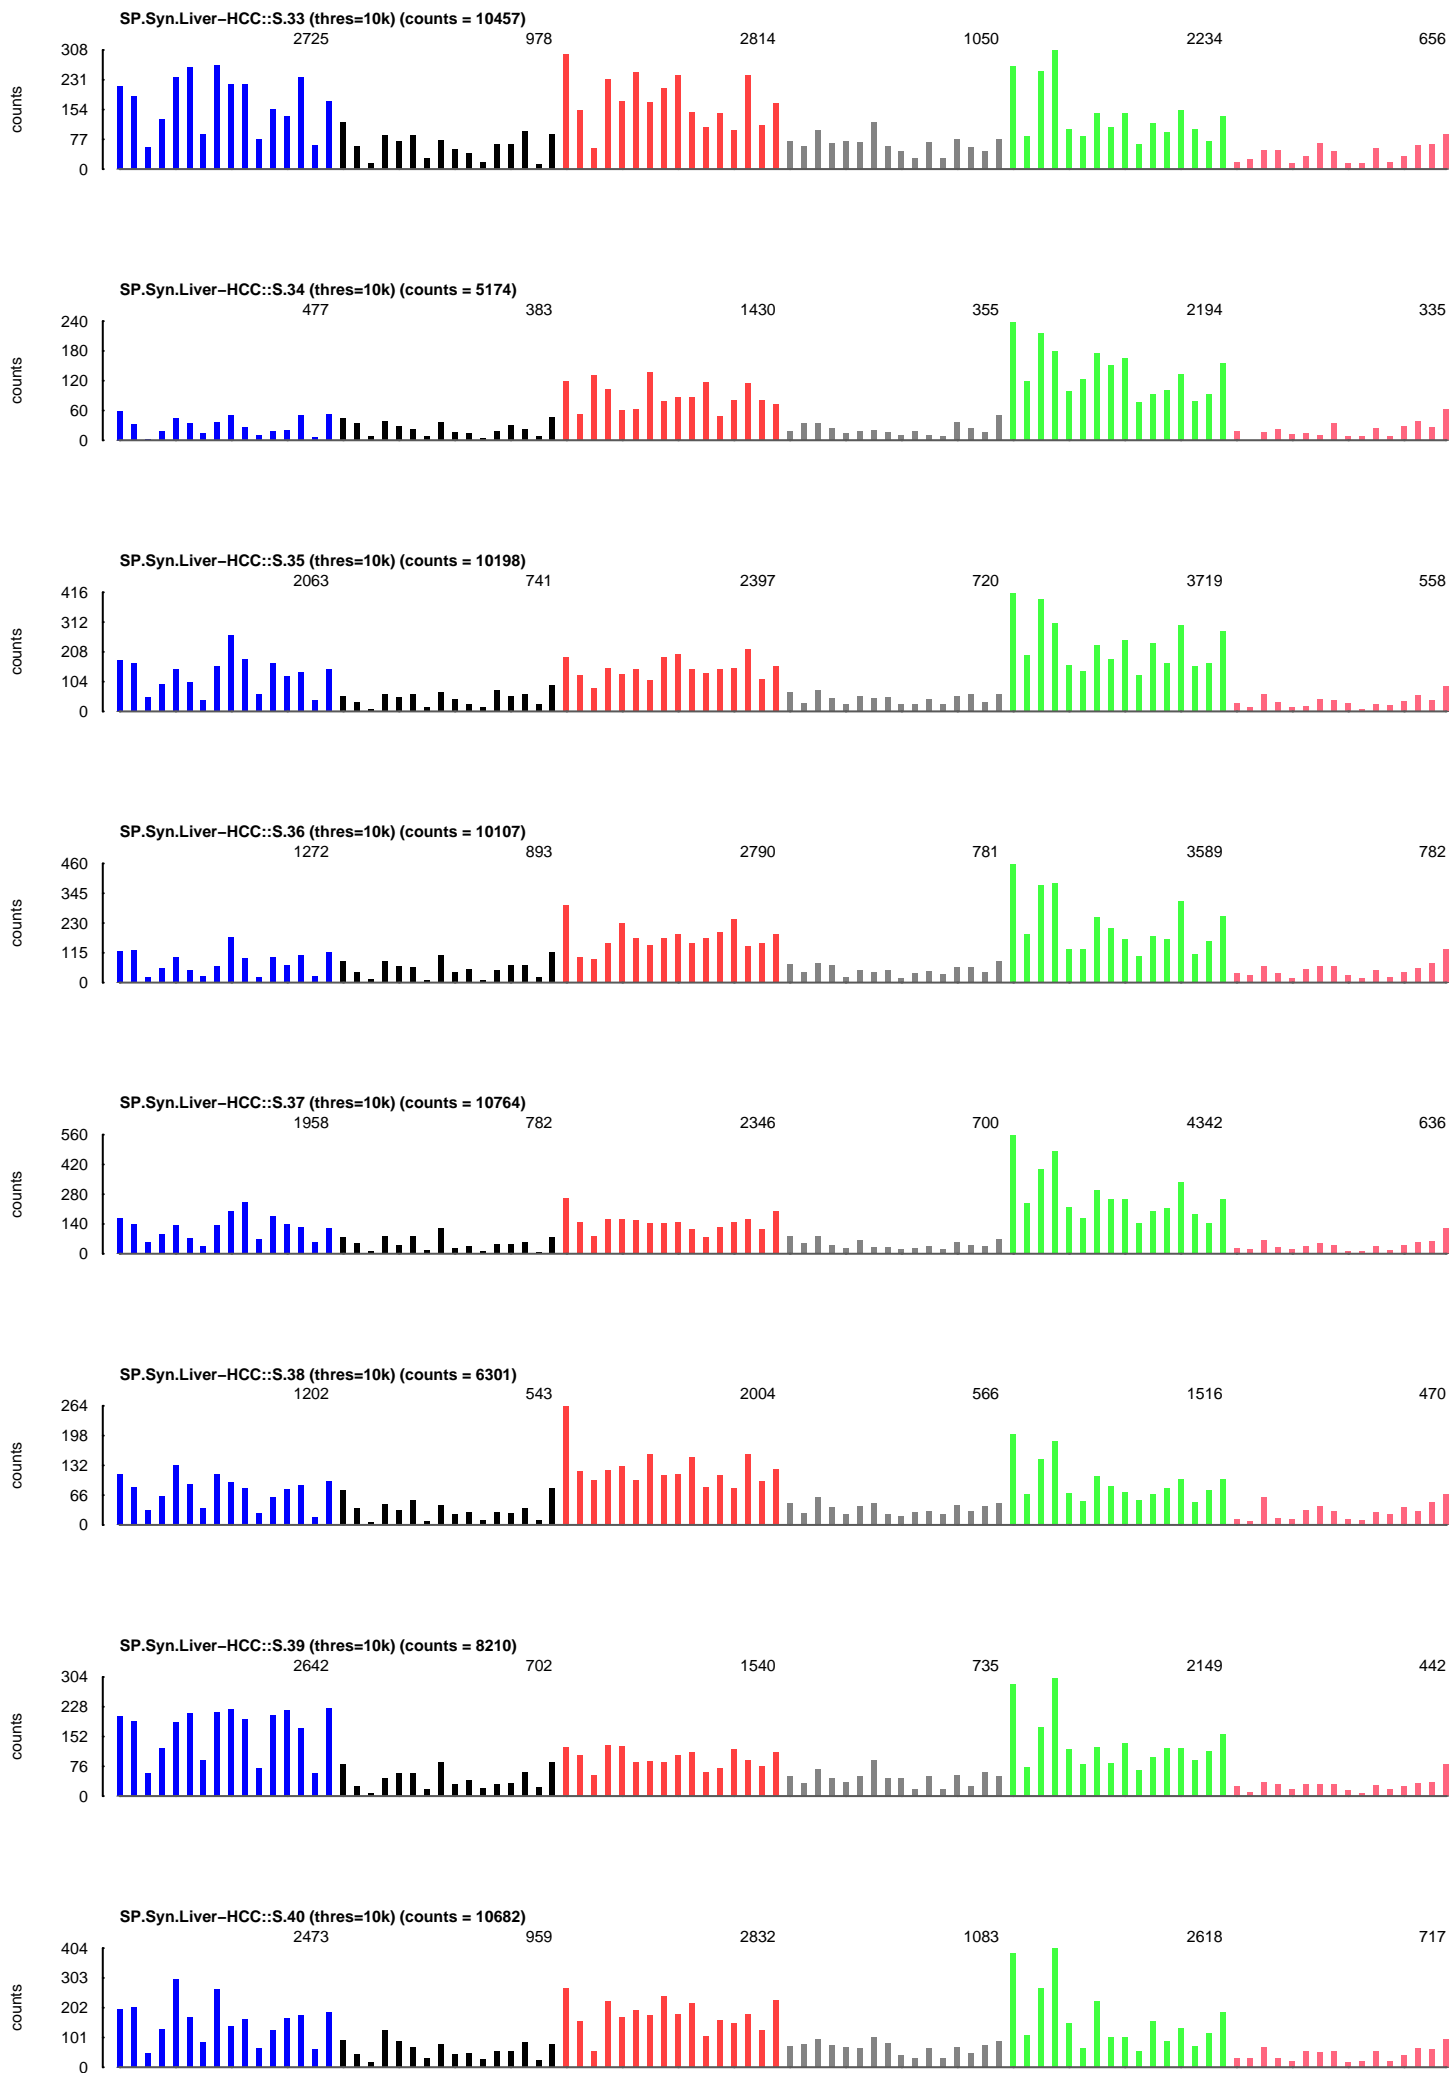 SP.Syn.Liver−HCC::S.33 (thres=10k) (counts = 10457)
2725 978 2814 1050 2234 656
308
231
154
77
0
counts
SP.Syn.Liver−HCC::S.34 (thres=10k) (counts = 5174)
477 383 1430 355 2194 335
240
180
120
60
0
counts
SP.Syn.Liver−HCC::S.35 (thres=10k) (counts = 10198)
2063 741 2397 720 3719 558
416
312
208
104
0
counts
SP.Syn.Liver−HCC::S.36 (thres=10k) (counts = 10107)
1272 893 2790 781 3589 782
460
345
230
115
0
counts
SP.Syn.Liver−HCC::S.37 (thres=10k) (counts = 10764)
1958 782 2346 700 4342 636
560
420
280
140
0
counts
SP.Syn.Liver−HCC::S.38 (thres=10k) (counts = 6301)
1202 543 2004 566 1516 470
264
198
132
66
0
counts
SP.Syn.Liver−HCC::S.39 (thres=10k) (counts = 8210)
2642 702 1540 735 2149 442
304
228
152
76
0
counts
SP.Syn.Liver−HCC::S.40 (thres=10k) (counts = 10682)
2473 959 2832 1083 2618 717
404
303
202
101
0
counts